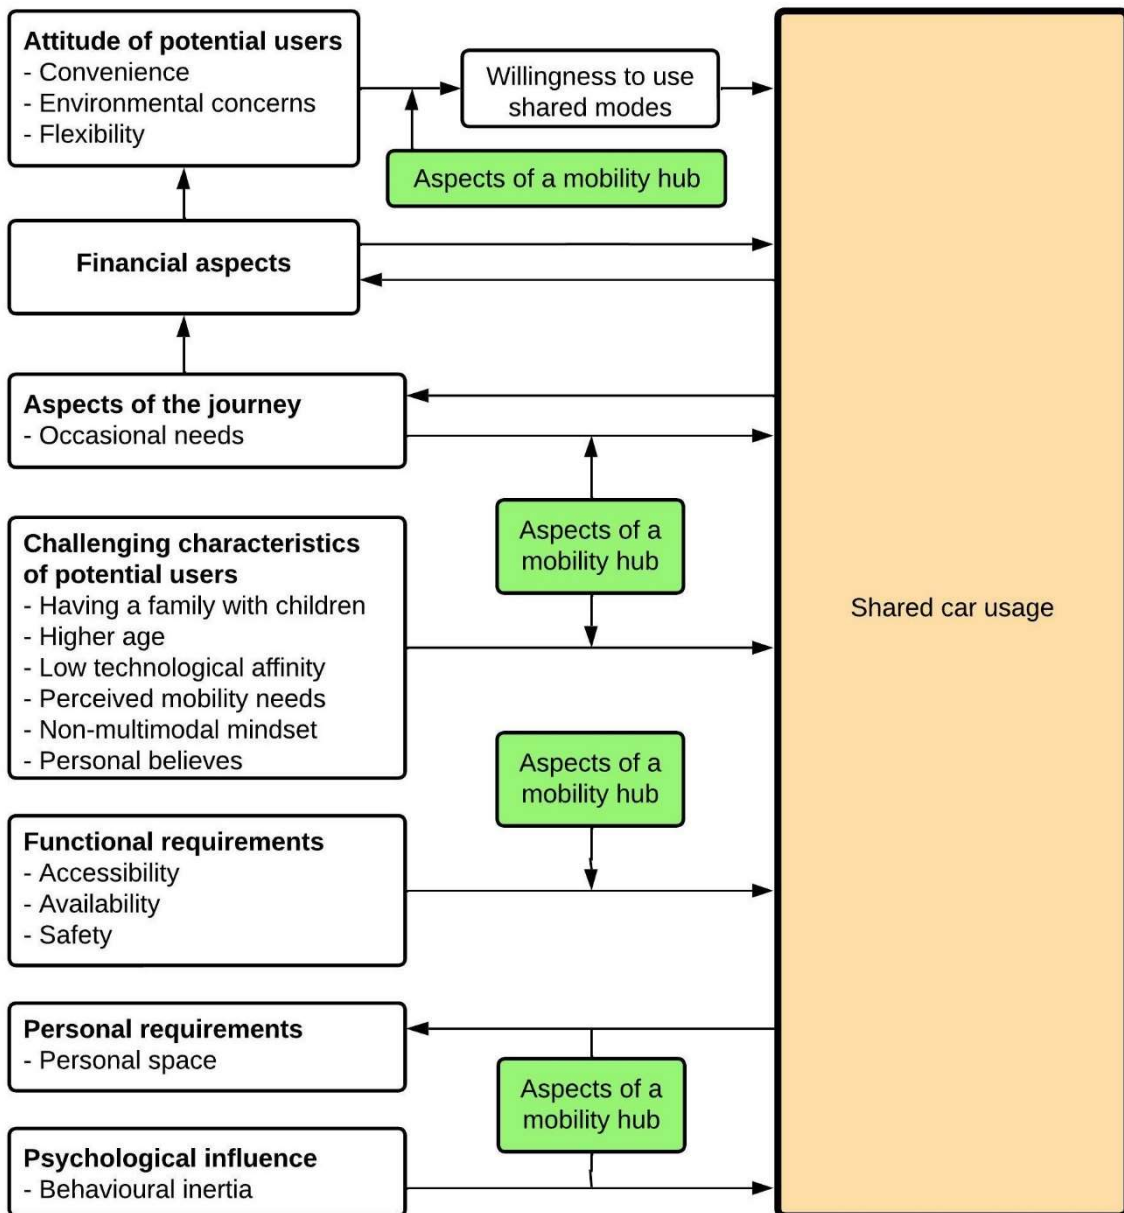 Attitude of potential users
- Convenience
- Environmental concerns
- Flexibility
Willingness to use
shared modes
Aspects of a mobility hub
Financial aspects
Aspects of the journey
- Occasional needs
Aspects of a
mobility hub
Challenging characteristics
of potential users
- Having a family with children
- Higher age
- Low technological affinity
- Perceived mobility needs
- Non-multimodal mindset
- Personal believes
Shared car usage
Aspects of a
mobility hub
Functional requirements
- Accessibility
- Availability
- Safety
Personal requirements
- Personal space
Aspects of a
mobility hub
Psychological influence
- Behavioural inertia